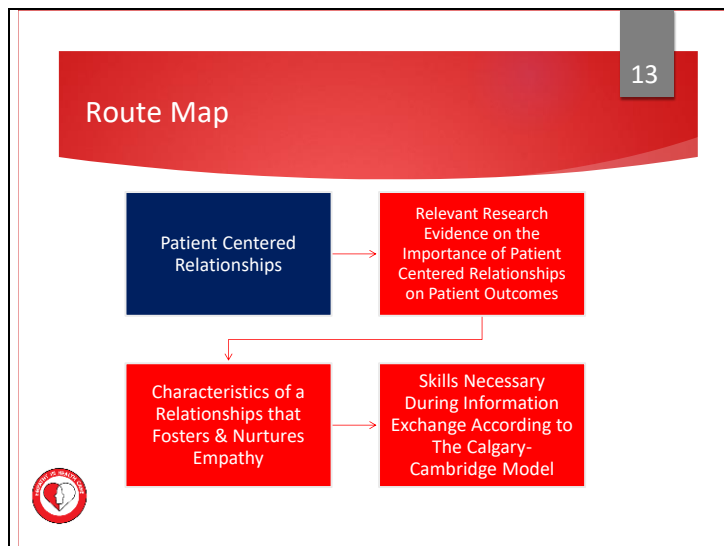 13
Route Map
Patient Centered
Relationships
Relevant Research
Evidence on the
Importance of Patient
Centered Relationships
on Patient Outcomes
Characteristics of a
Relationships that
Fosters & Nurtures
Empathy
Skills Necessary
During Information
Exchange According to
The Calgary-
Cambridge Model